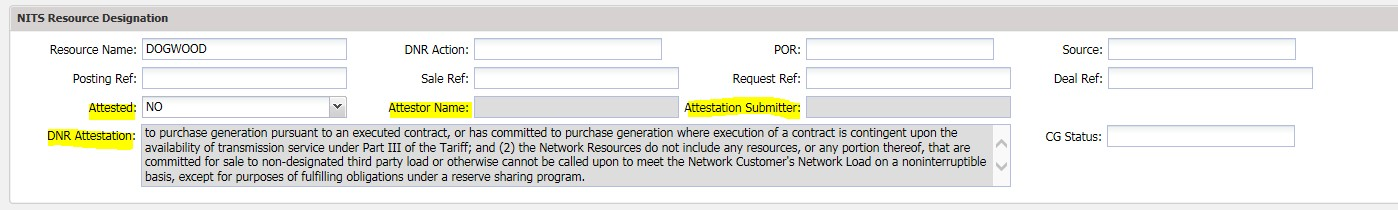 NITS Resource Designation
Resource Name: DOGWOOD DNR Action: POR: Source:
Posting Ref: Sale Ref: Request Ref: Deal Ref:
Attested: NO Attestor Name: Attestation Submitter:
DNR Attestation: to purchase generation pursuant to an executed contract, or has committed to purchase generation where execution of a contract is contingent upon the
availability of transmission service under Part III of the Tariff; and (2) the Network Resources do not include any resources, or any portion thereof, that are
CG Status:
committed for sale to non-designated third party load or otherwise cannot be called upon to meet the Network Customer's Network Load on a noninterruptible
basis, except for purposes of fulfilling obligations under a reserve sharing program.